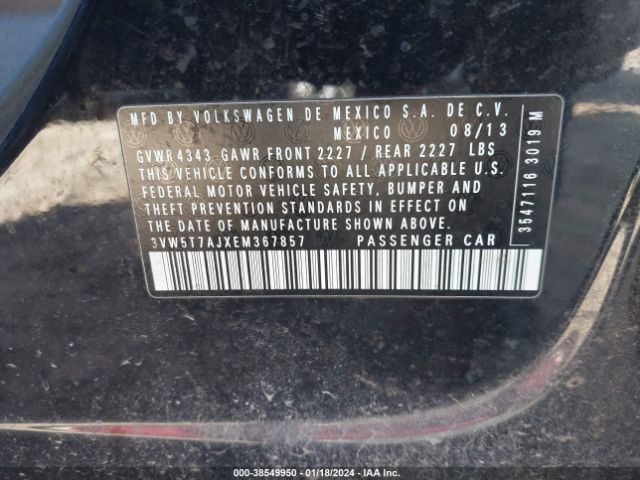 MFD BY VOLKSWAGEN DE MEXICO S.A. DE C.V.
MEXICO 08/13
GVWR 4343 GAWR FRONT 2227 / REAR 2227 LBS
THIS VEHICLE CONFORMS TO ALL APPLICABLE U.S.
FEDERAL MOTOR VEHICLE SAFETY, BUMPER AND
THEFT PREVENTION STANDARDS IN EFFECT ON
THE DATE OF MANUFACTURE SHOWN ABOVE.
3VW5T7AJXEM367857 PASSENGER CAR
3547116 3019 M
000-38549950 - 01/18/2024 - IAA Inc.